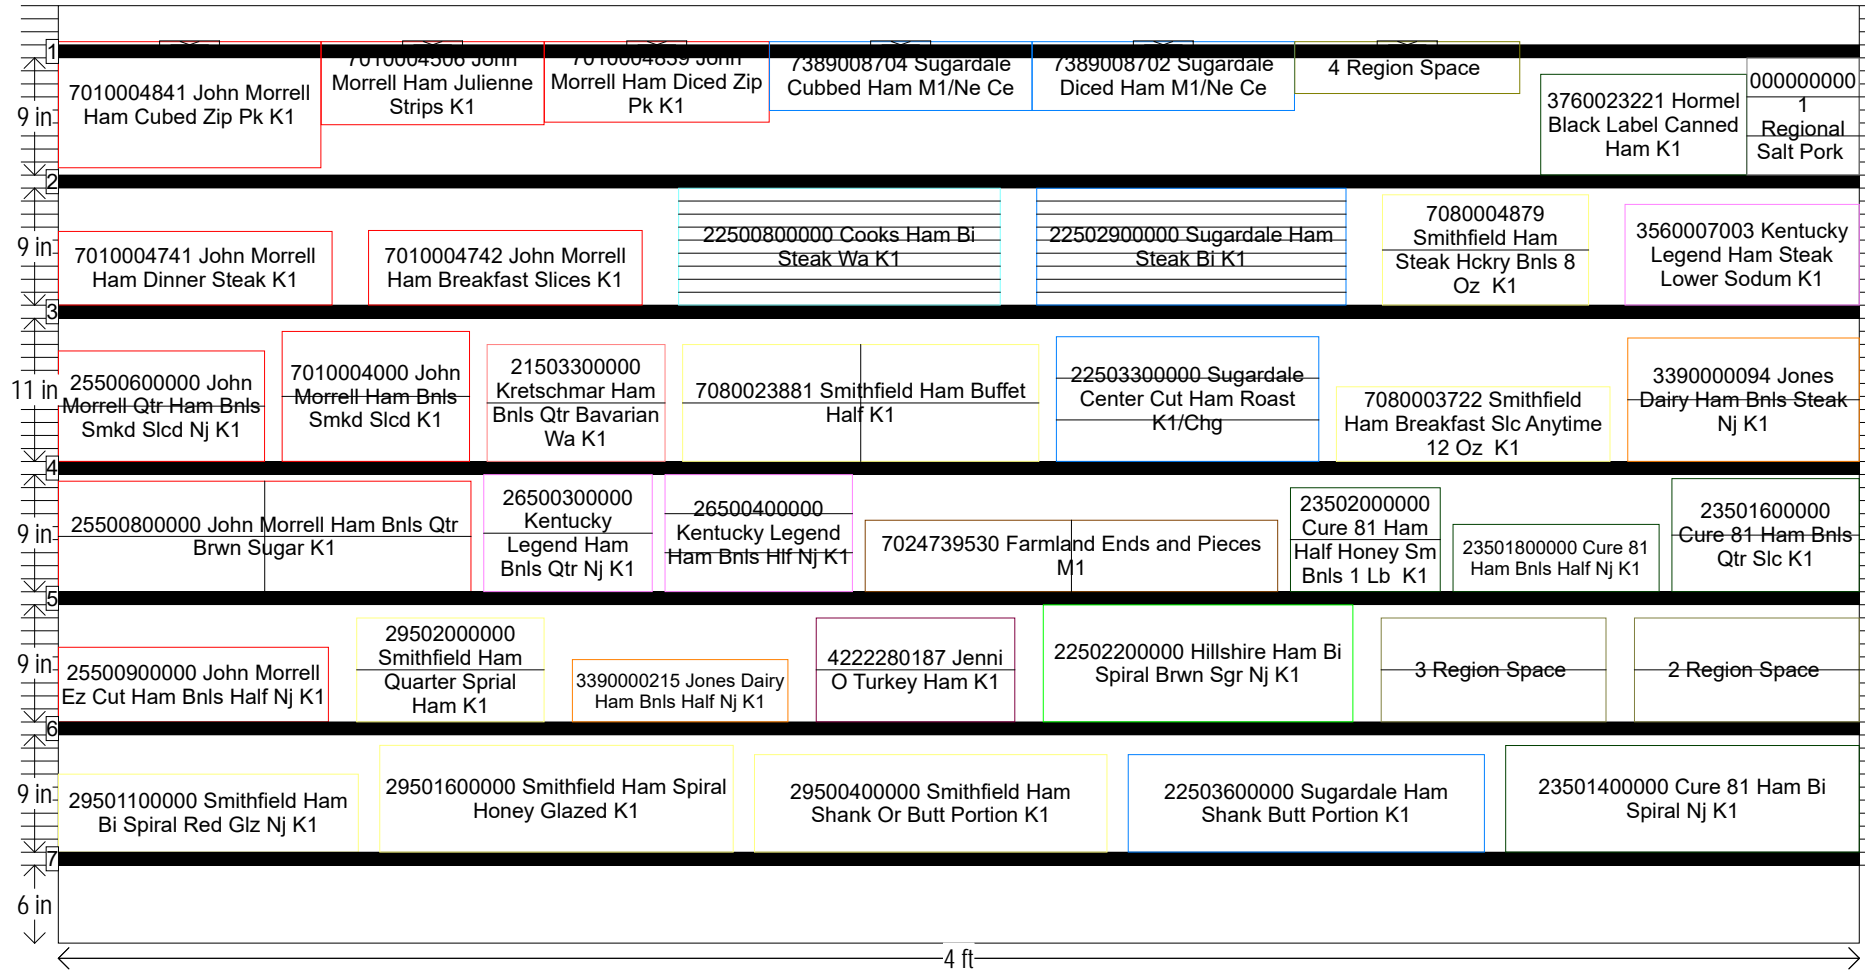 1
7010004841 John Morrell
Ham Cubed Zip Pk K1
7010004506 John
Morrell Ham Julienne
Strips K1
7010004839 John
Morrell Ham Diced Zip
Pk K1
7389008704 Sugardale
Cubbed Ham M1/Ne Ce
7389008702 Sugardale
Diced Ham M1/Ne Ce
4 Region Space
3760023221 Hormel
Black Label Canned
Ham K1
000000000
1
Regional
Salt Pork
9 in
2
7010004741 John Morrell
Ham Dinner Steak K1
7010004742 John Morrell
Ham Breakfast Slices K1
22500800000 Cooks Ham Bi
Steak Wa K1
22502900000 Sugardale Ham
Steak Bi K1
7080004879
Smithfield Ham
Steak Hckry Bnls 8
Oz K1
3560007003 Kentucky
Legend Ham Steak
Lower Sodum K1
9 in
3
25500600000 John
Morrell Qtr Ham Bnls
Smkd Slcd Nj K1
7010004000 John
Morrell Ham Bnls
Smkd Slcd K1
21503300000
Kretschmar Ham
Bnls Qtr Bavarian
Wa K1
7080023881 Smithfield Ham Buffet
Half K1
22503300000 Sugardale
Center Cut Ham Roast
K1/Chg
7080003722 Smithfield
Ham Breakfast Slc Anytime
12 Oz K1
3390000094 Jones
Dairy Ham Bnls Steak
Nj K1
11 in
4
25500800000 John Morrell Ham Bnls Qtr
Brwn Sugar K1
26500300000
Kentucky
Legend Ham
Bnls Qtr Nj K1
26500400000
Kentucky Legend
Ham Bnls Hlf Nj K1
7024739530 Farmland Ends and Pieces
M1
23502000000
Cure 81 Ham
Half Honey Sm
Bnls 1 Lb K1
23501800000 Cure 81
Ham Bnls Half Nj K1
23501600000
Cure 81 Ham Bnls
Qtr Slc K1
9 in
5
25500900000 John Morrell
Ez Cut Ham Bnls Half Nj K1
29502000000
Smithfield Ham
Quarter Sprial
Ham K1
3390000215 Jones Dairy
Ham Bnls Half Nj K1
4222280187 Jenni
O Turkey Ham K1
22502200000 Hillshire Ham Bi
Spiral Brwn Sgr Nj K1
3 Region Space
2 Region Space
9 in
6
29501100000 Smithfield Ham
Bi Spiral Red Glz Nj K1
29501600000 Smithfield Ham Spiral
Honey Glazed K1
29500400000 Smithfield Ham
Shank Or Butt Portion K1
22503600000 Sugardale Ham
Shank Butt Portion K1
23501400000 Cure 81 Ham Bi
Spiral Nj K1
9 in
7
6 in
4 ft